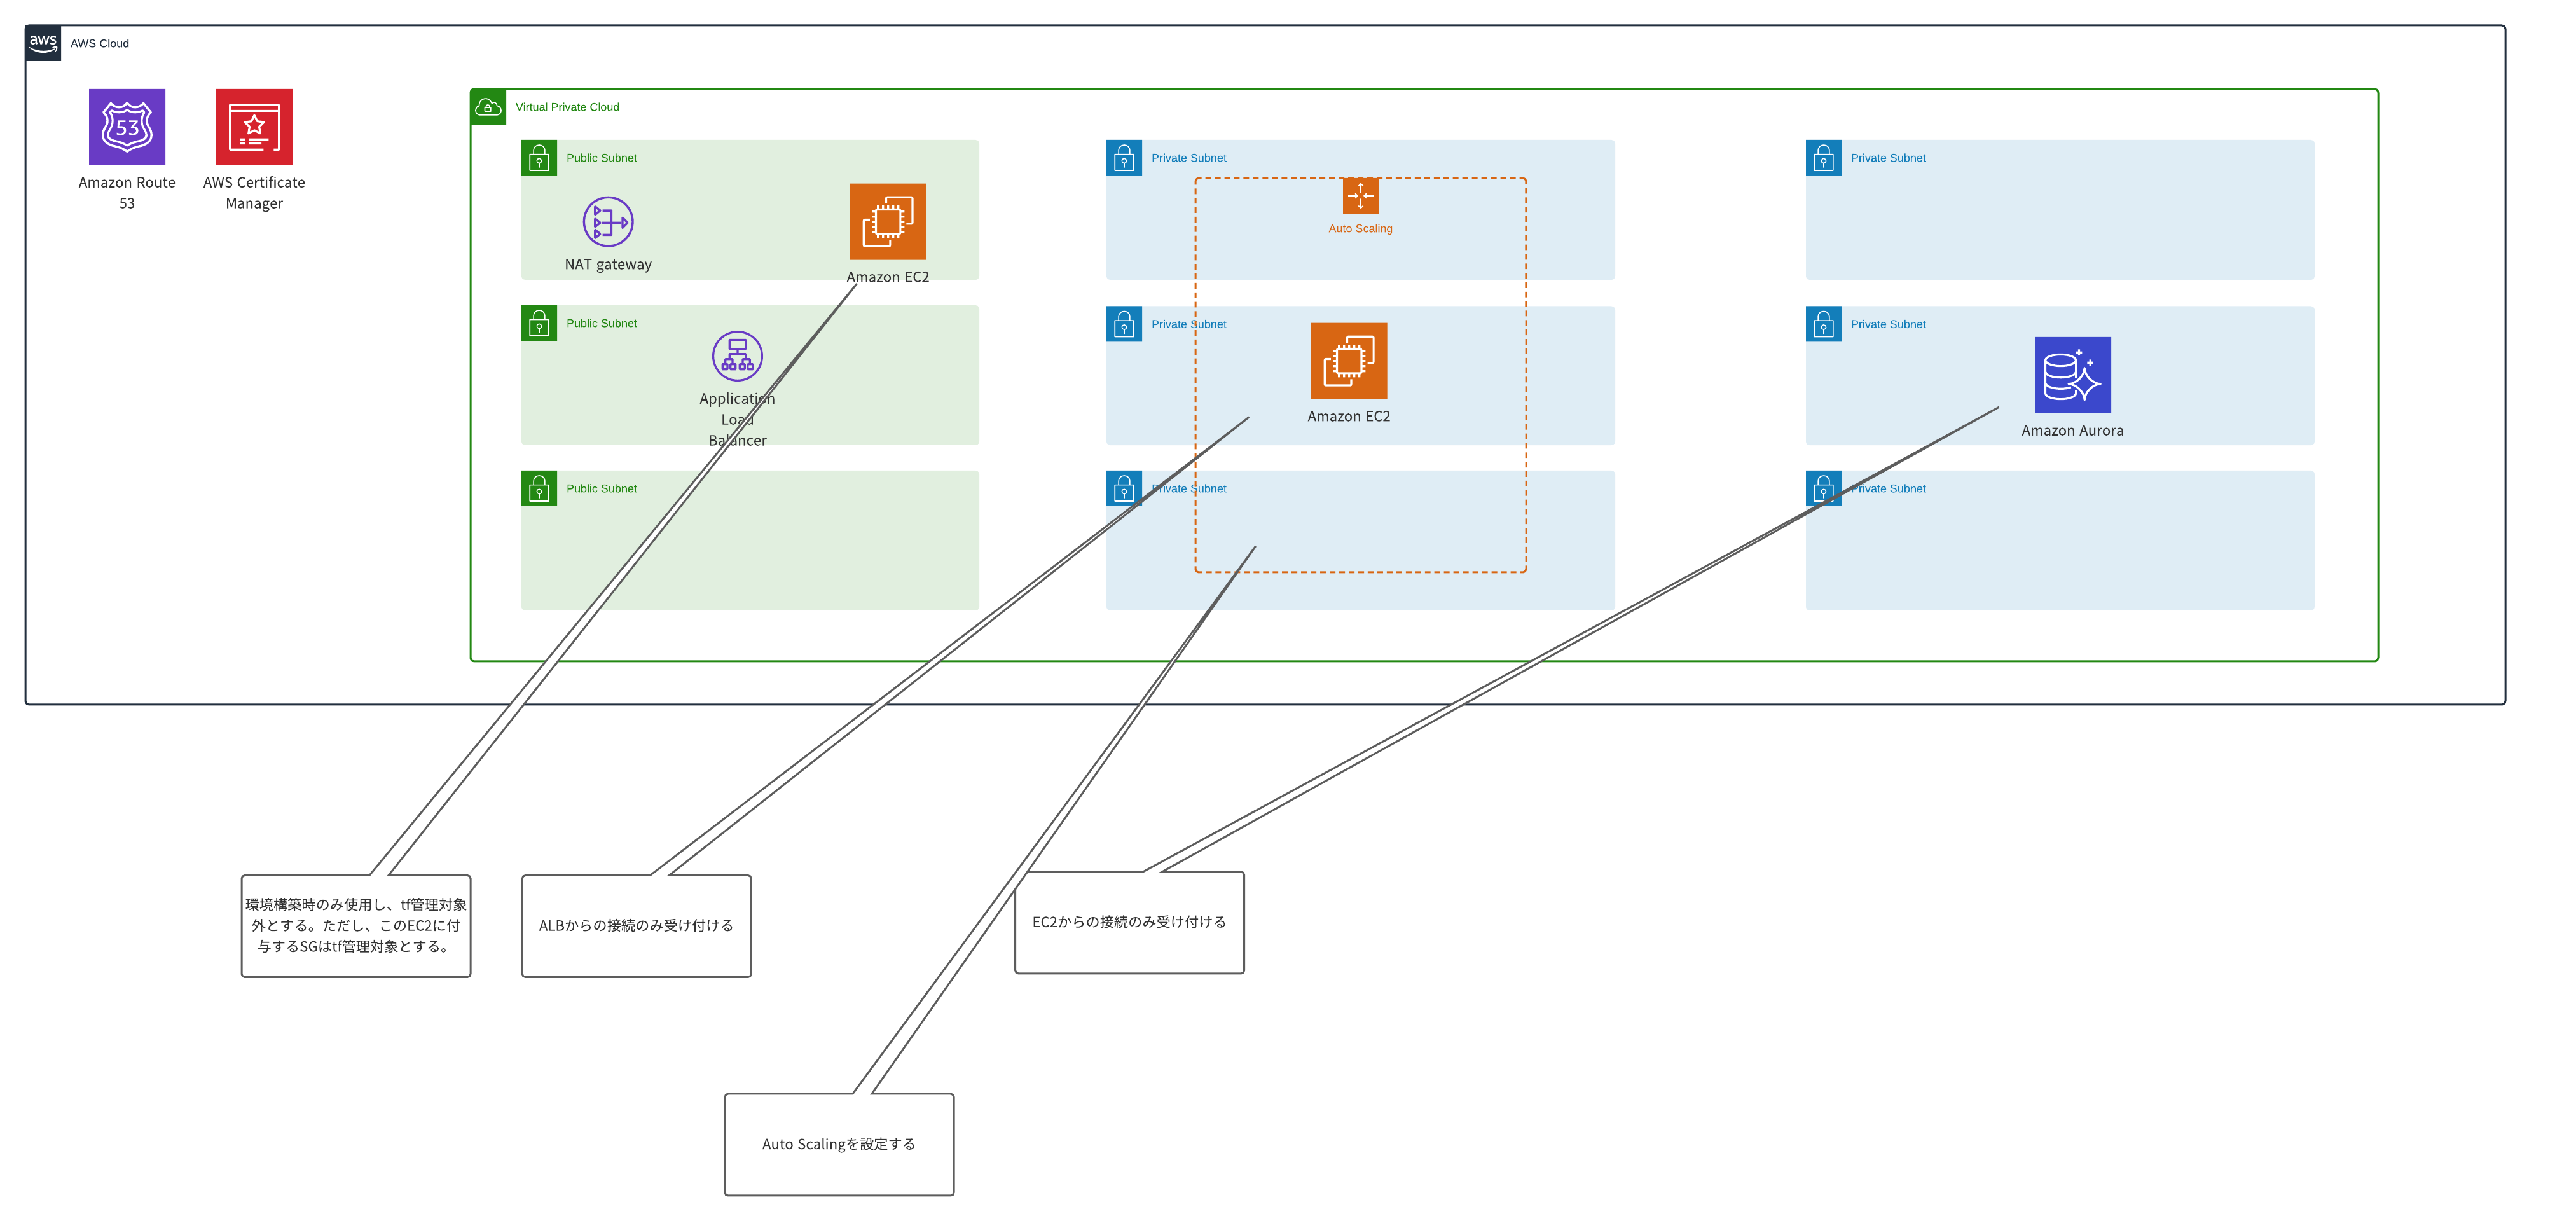 aws
AWS Cloud
53
Amazon Route
53
AWS Certificate
Manager
Virtual Private Cloud
Public Subnet
NAT gateway
Amazon EC2
Private Subnet
Auto Scaling
Private Subnet
Public Subnet
Application
Load
Balancer
Private Subnet
Amazon EC2
Private Subnet
Amazon Aurora
Public Subnet
Private Subnet
Private Subnet
環境構築時のみ使用し、tf管理対象
外とする。ただし、このEC2に付
与するSGはtf管理対象とする。
ALBからの接続のみ受け付ける
EC2からの接続のみ受け付ける
Auto Scalingを設定する